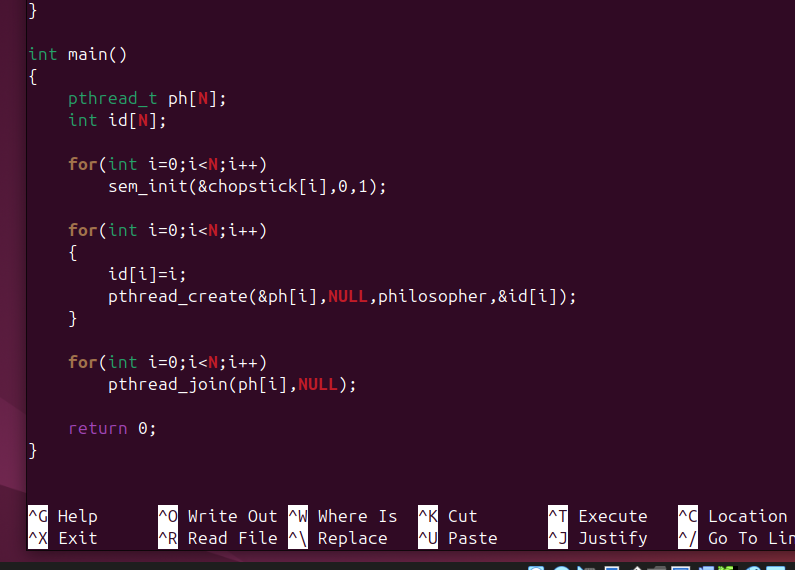 }
int main()
{
    pthread_t ph[N];
    int id[N];
    for(int i=0;i<N;i++)
        sem_init(&chopstick[i],0,1);
    for(int i=0;i<N;i++)
    {
        id[i]=i;
        pthread_create(&ph[i],NULL,philosopher,&id[i]);
    }
    for(int i=0;i<N;i++)
        pthread_join(ph[i],NULL);
    return 0;
}
^G Help ^O Write Out ^W Where Is ^K Cut ^T Execute ^C Location
^X Exit ^R Read File ^\ Replace ^U Paste ^J Justify ^/ Go To Lin